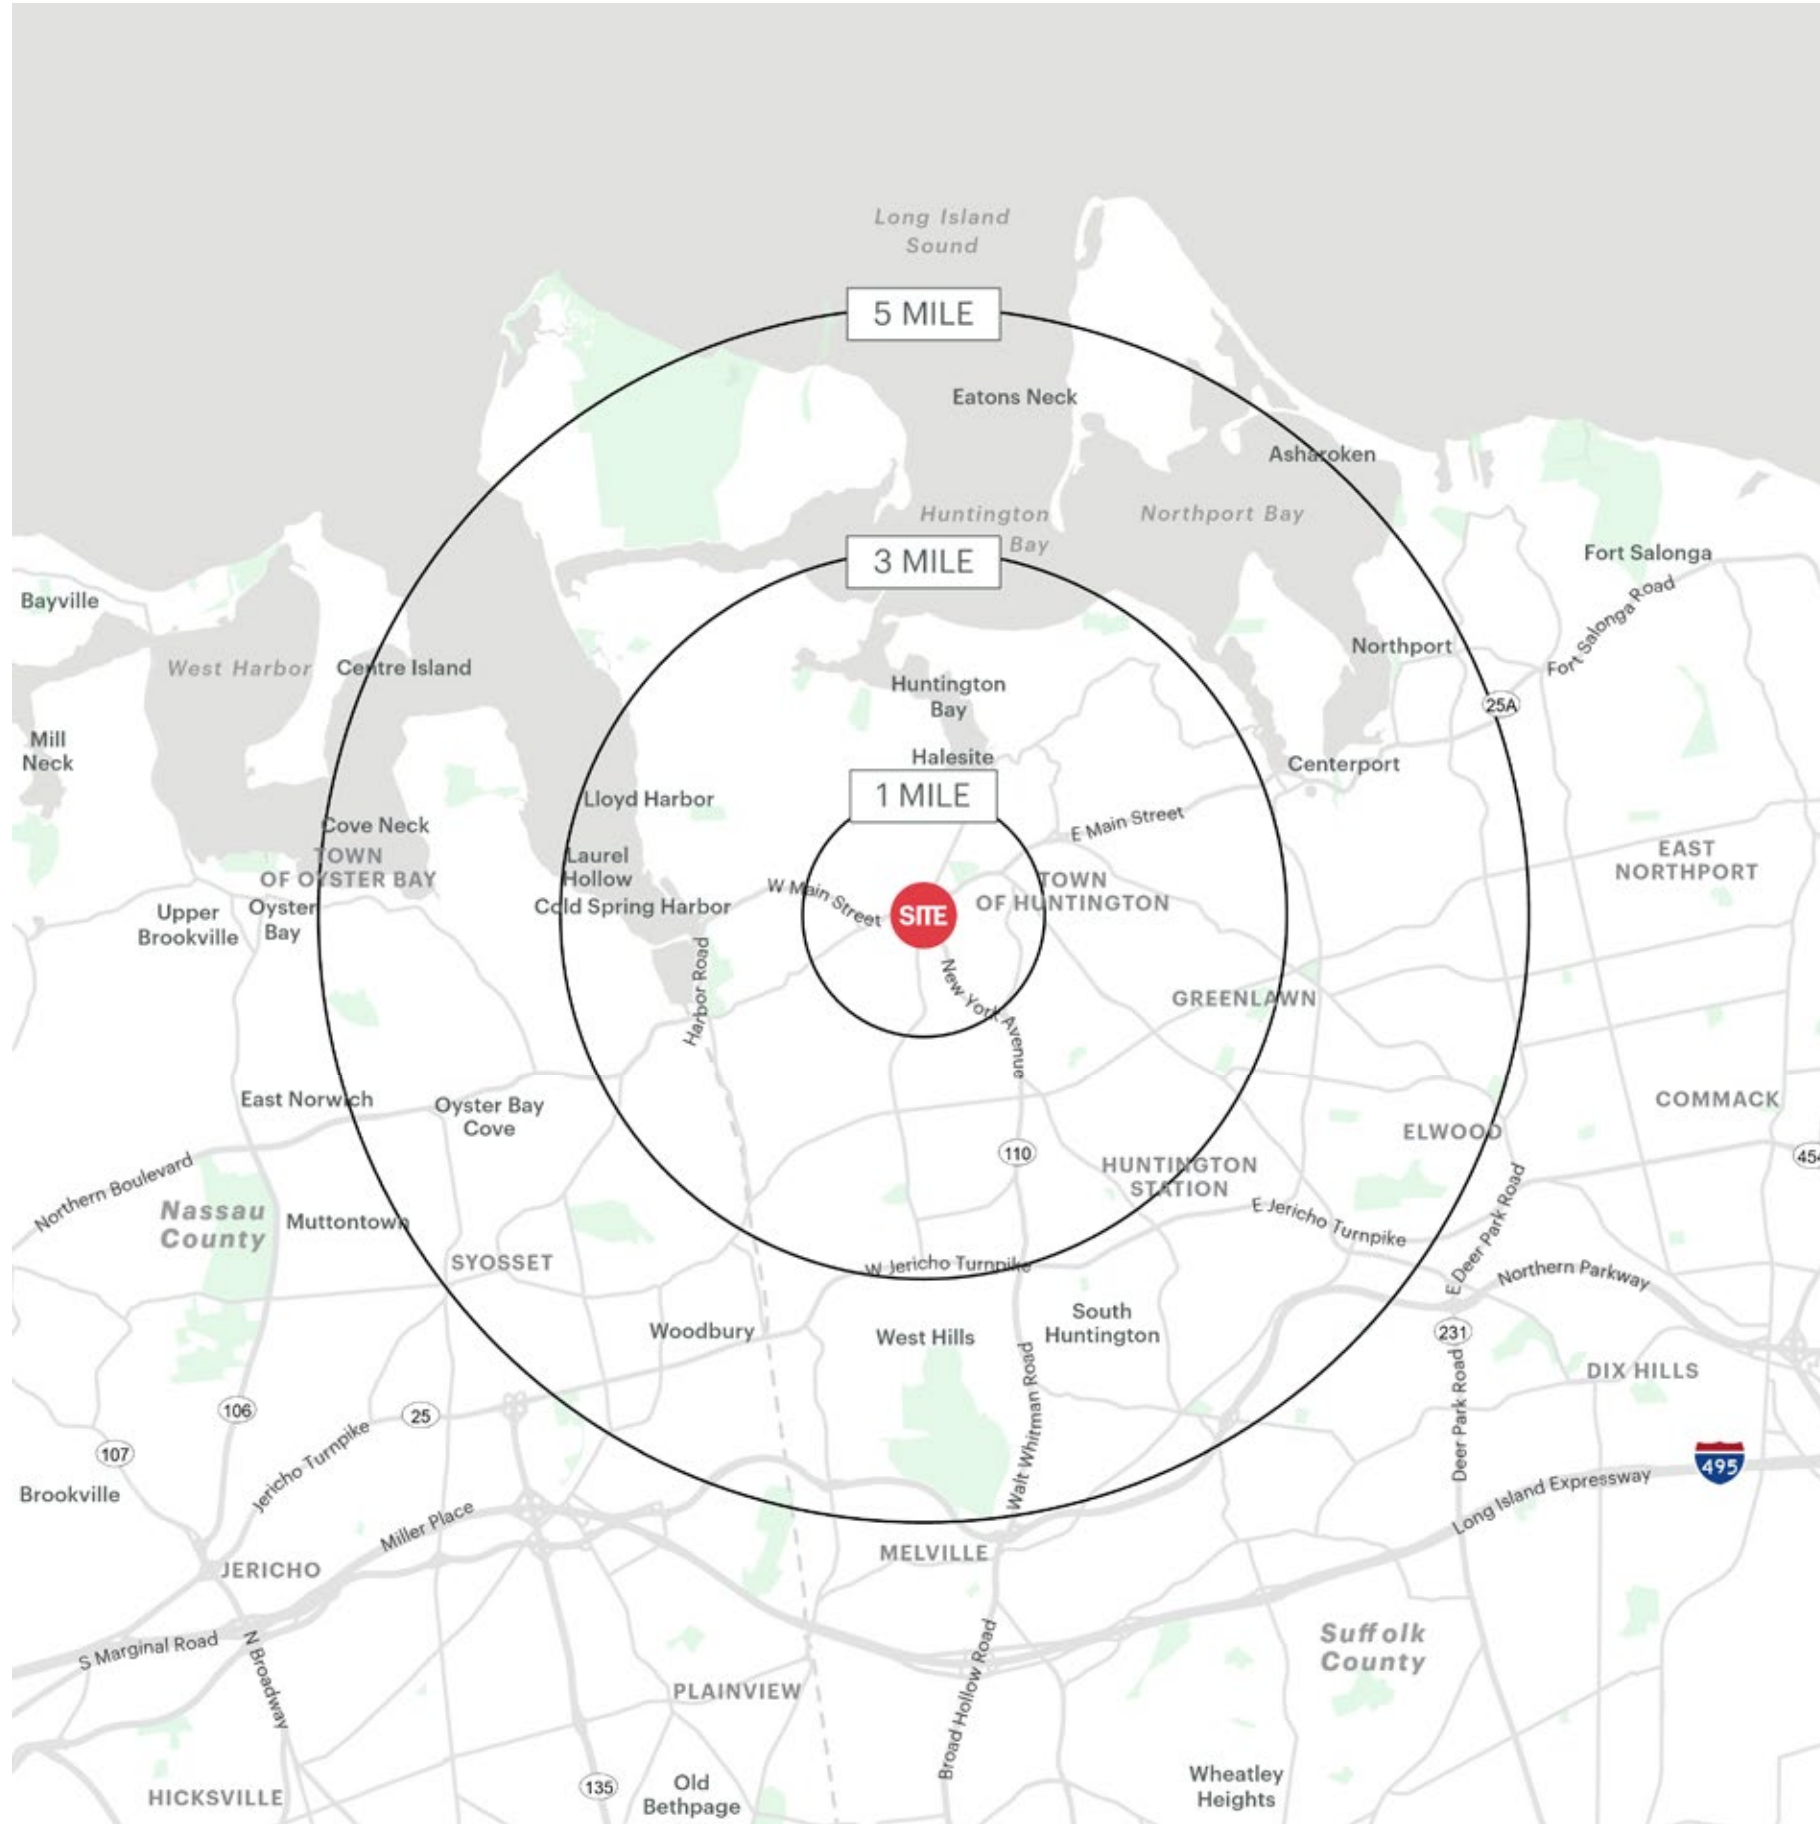 Long Island
Sound
5 MILE
Eatons Neck
Asharoken
Huntington
Bay
Northport Bay
3 MILE
Fort Salonga
Fort Salonga Road
Bayville
West Harbor
Centre Island
Northport
Huntington
Bay
25A
Mill
Neck
Halesite
Centerport
1 MILE
Lloyd Harbor
E Main Street
Cove Neck
TOWN
OF OYSTER BAY
Laurel
Hollow
Cold Spring Harbor
W Main Street
SITE
TOWN
OF HUNTINGTON
EAST
NORTHPORT
Upper
Brookville
Oyster
Bay
Harbor Road
New York Avenue
GREENLAWN
East Norwich
Oyster Bay
Cove
COMMACK
ELWOOD
110
454
HUNTINGTON
STATION
Northern Boulevard
Nassau
County
Muttontown
E Jericho Turnpike
E Deer Park Road
SYOSSET
W Jericho Turnpike
Northern Parkway
Woodbury
West Hills
South
Huntington
231
DIX HILLS
Walt Whitman Road
Deer Park Road
106
25
107
Jericho Turnpike
495
Brookville
Long Island Expressway
Miller Place
MELVILLE
JERICHO
S Marginal Road
N Broadway
Broad Hollow Road
Suffolk
County
PLAINVIEW
HICKSVILLE
135
Old
Bethpage
Wheatley
Heights